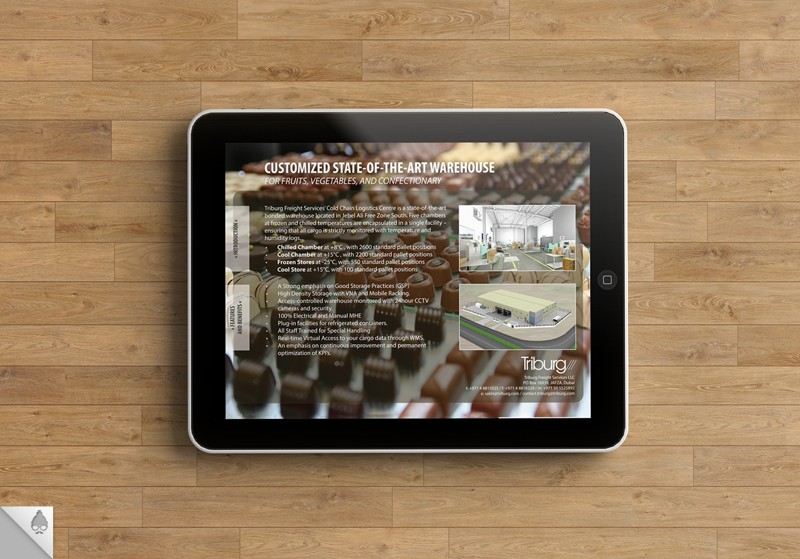 CUSTOMIZED STATE-OF-THE-ART WAREHOUSE
FOR FRUITS, VEGETABLES, AND CONFECTIONARY
• INTRODUCTION •
Triburg Freight Services' Cold Chain Logistics Centre is a state-of-the-art
bonded warehouse located in Jebel Ali Free Zone South. Five chambers
at frozen and chilled temperatures are encapsulated in a single facility –
ensuring that all cargo is strictly monitored with temperature and
humidity logs.
• Chilled Chamber at +8°C, with 2600 standard pallet positions
• Cool Chamber at +15°C, with 2200 standard pallet positions
• Frozen Stores at -25°C, with 550 standard pallet positions
• Cool Store at +15°C, with 100 standard pallet positions
• FEATURES
AND BENEFITS •
• A Strong emphasis on Good Storage Practices (GSP)
• High Density Storage with VNA and Mobile Racking.
• Access-controlled warehouse monitored with 24hour CCTV
cameras and security.
• 100% Electrical and Manual MHE
• Plug-in facilities for refrigerated containers.
• All Staff Trained for Special Handling
• Real-time Virtual Access to your cargo data through WMS.
• An emphasis on continuous improvement and permanent
optimization of KPI's.
Triburg
Triburg Freight Services LLC
PO Box 16939, JAFZA, Dubai